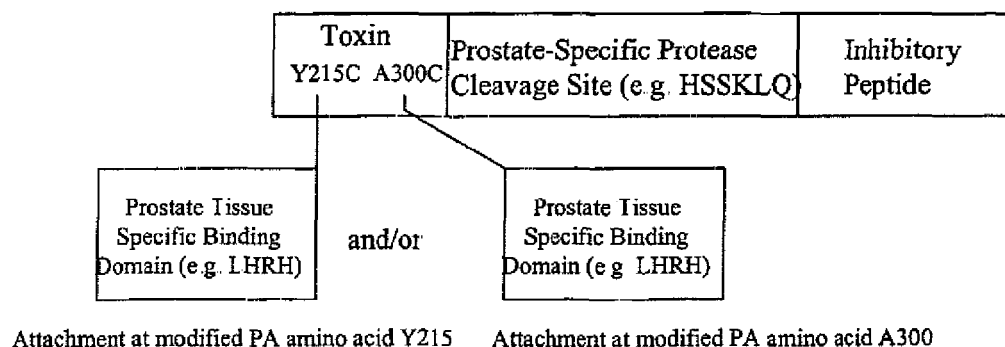 Toxin
Y215C A300C
Prostate-Specific Protease
Cleavage Site (e.g. HSSKLQ)
Inhibitory
Peptide
Prostate Tissue
Specific Binding
Domain (e.g. LHRH)
and/or
Prostate Tissue
Specific Binding
Domain (e g LHRH)
Attachment at modified PA amino acid Y215
Attachment at modified PA amino acid A300